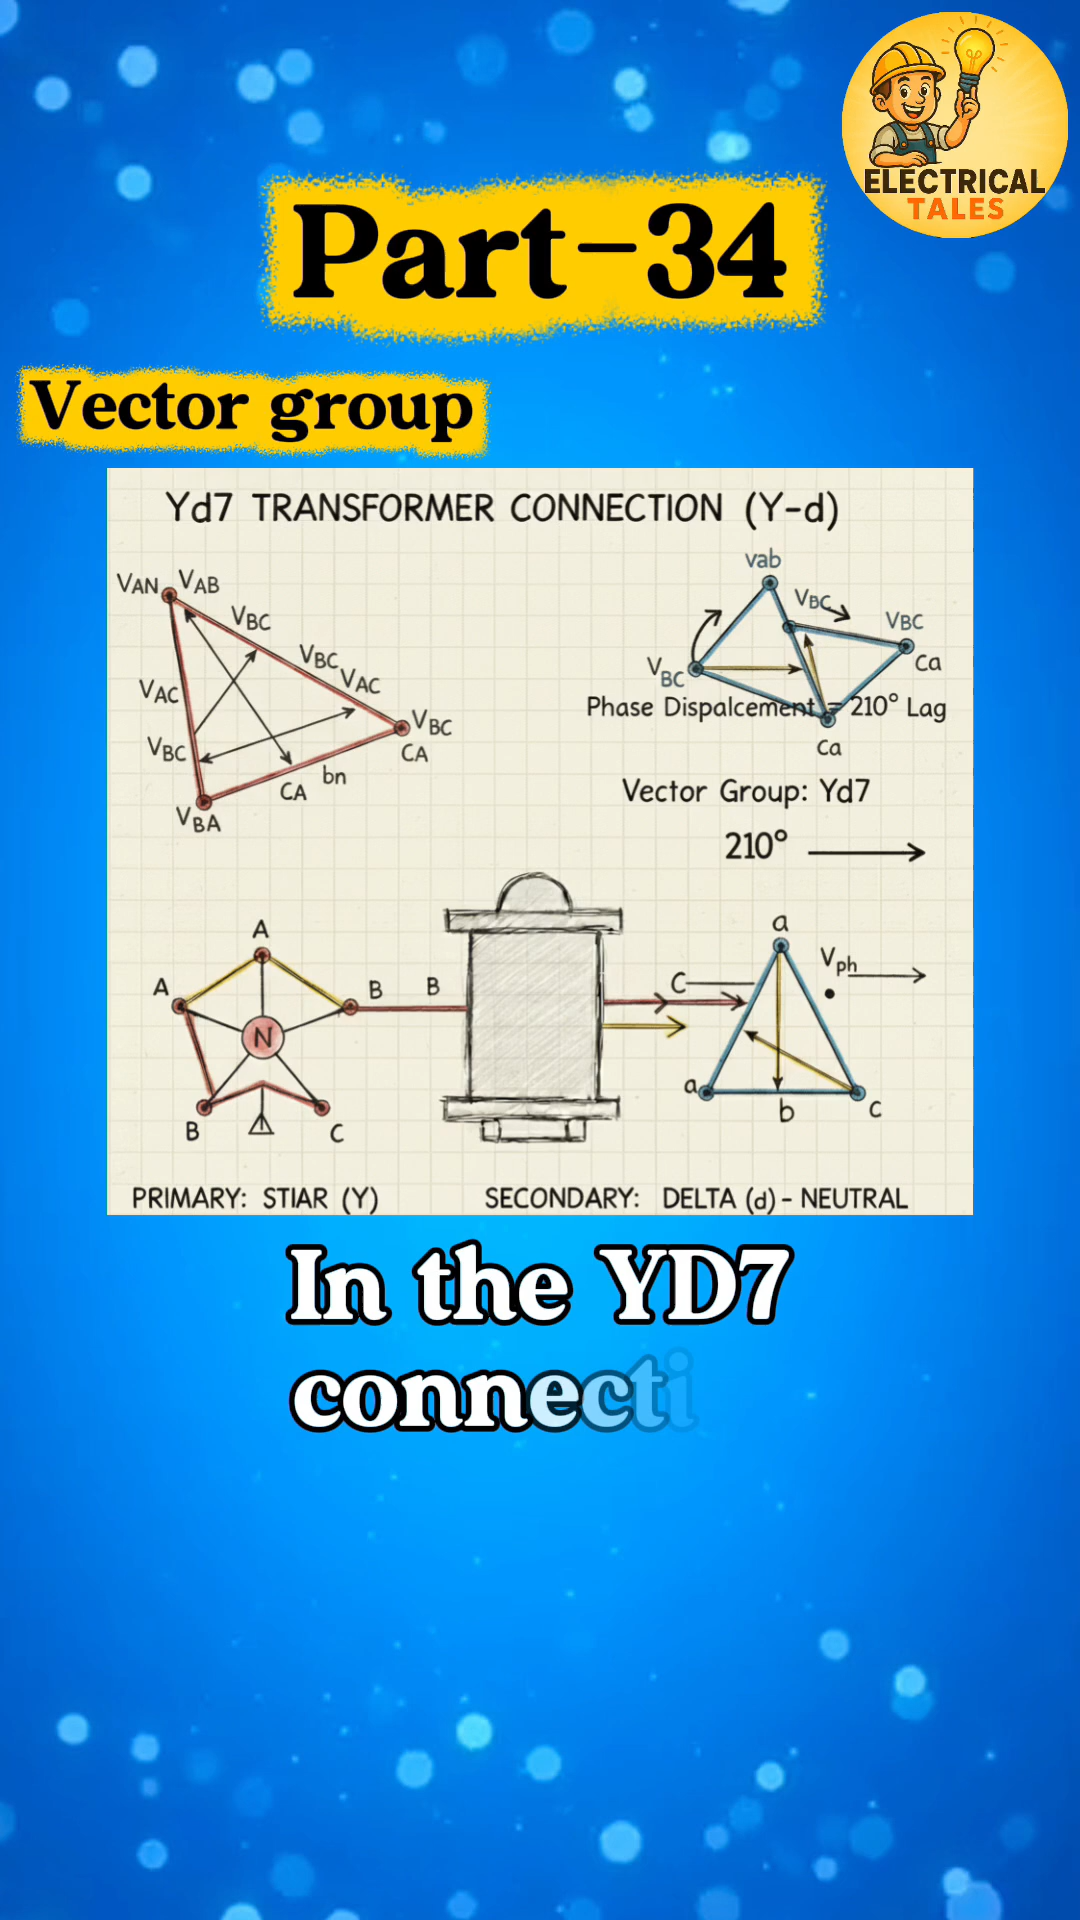 ELECTRICAL
TALES
Part-34
Vector group
Yd7 TRANSFORMER CONNECTION (Y-d)
VAN VAB
VBC
VBC
VAC
VAC
VBC
VBC
CA
bn
CA
VBA
vab
VBC
VBC
Ca
VBC
Phase Dispalcement = 210° Lag
Ca
Vector Group: Yd7
210°
A
A
B
B
N
B
C
a
Vph
C
a
b
c
PRIMARY: STIAR (Y)
SECONDARY: DELTA (d) - NEUTRAL
In the YD7
connecti